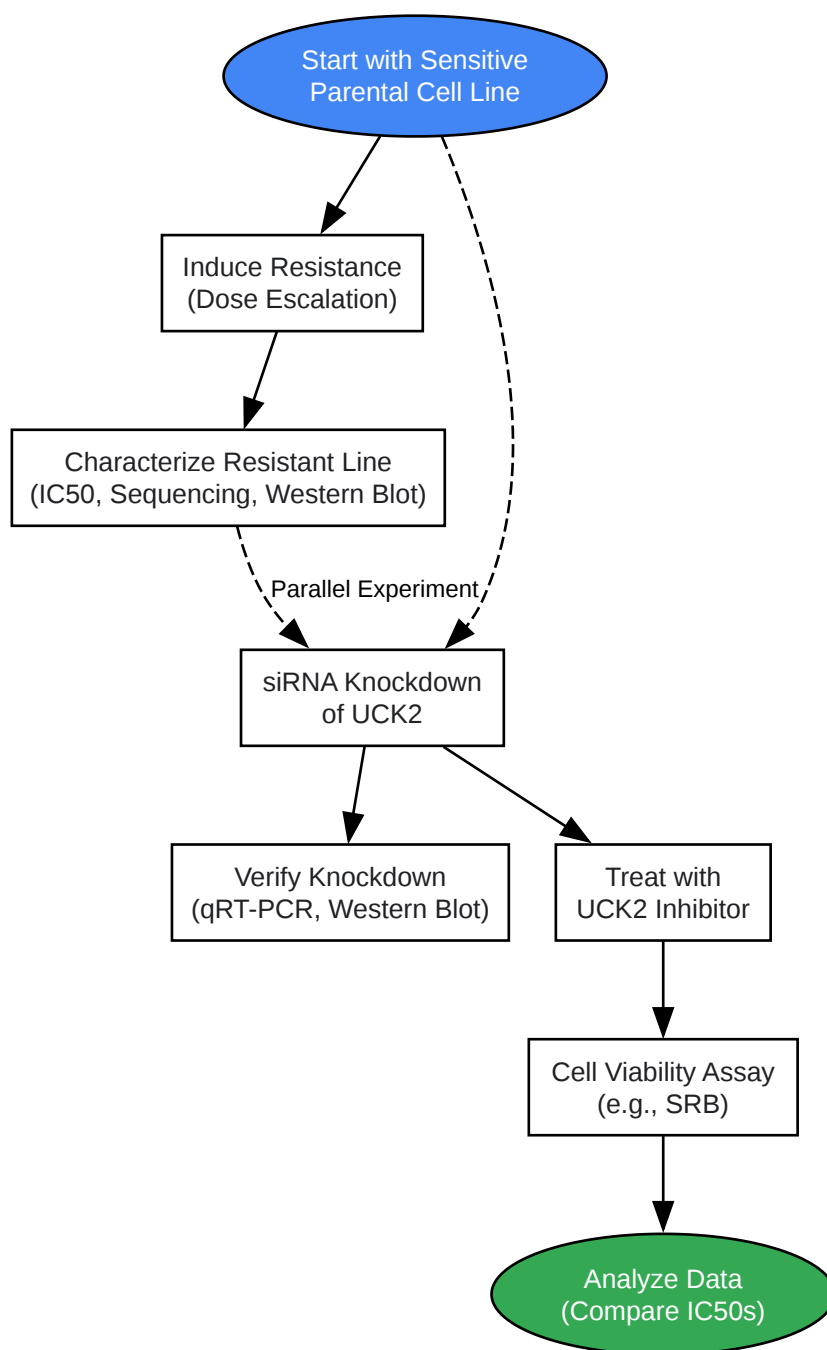 Start with Sensitive
Parental Cell Line
Induce Resistance
(Dose Escalation)
Characterize Resistant Line
(IC50, Sequencing, Western Blot)
Parallel Experiment
siRNA Knockdown
of UCK2
Verify Knockdown
(qRT-PCR, Western Blot)
Treat with
UCK2 Inhibitor
Cell Viability Assay
(e.g., SRB)
Analyze Data
(Compare IC50s)